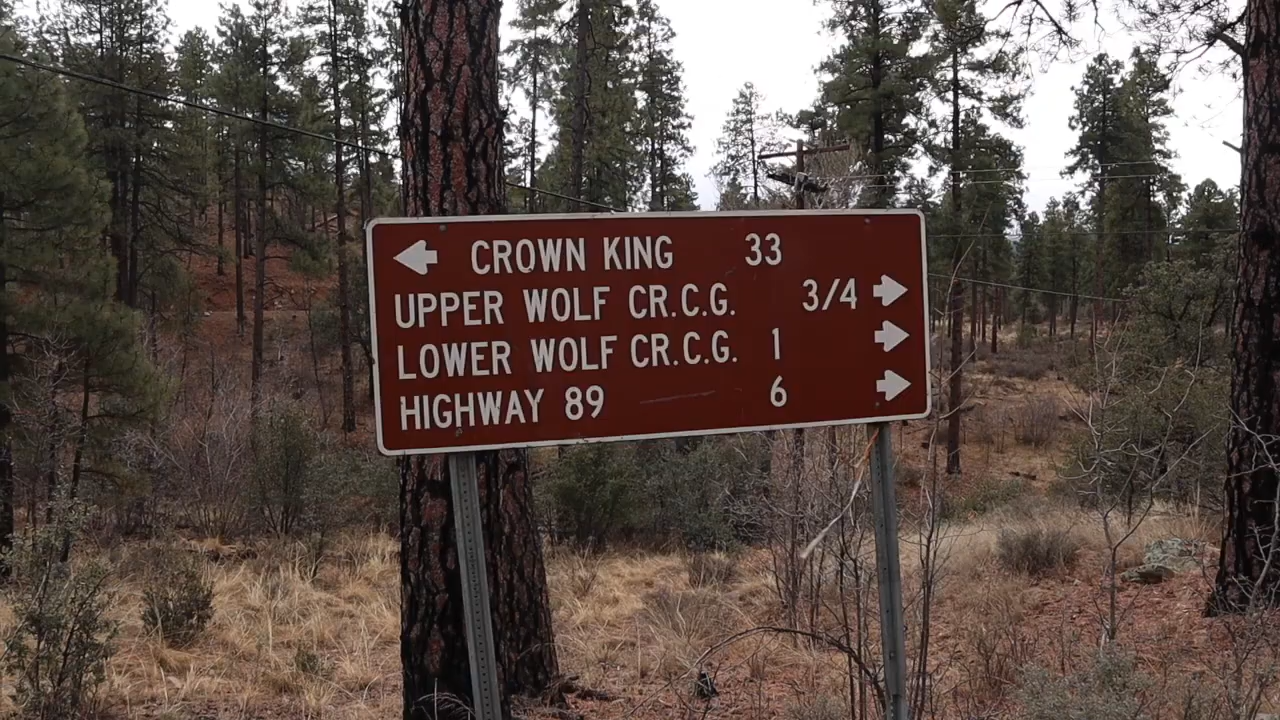 CROWN KING 33
UPPER WOLF CR.C.G. 3/4
LOWER WOLF CR.C.G. 1
HIGHWAY 89 6